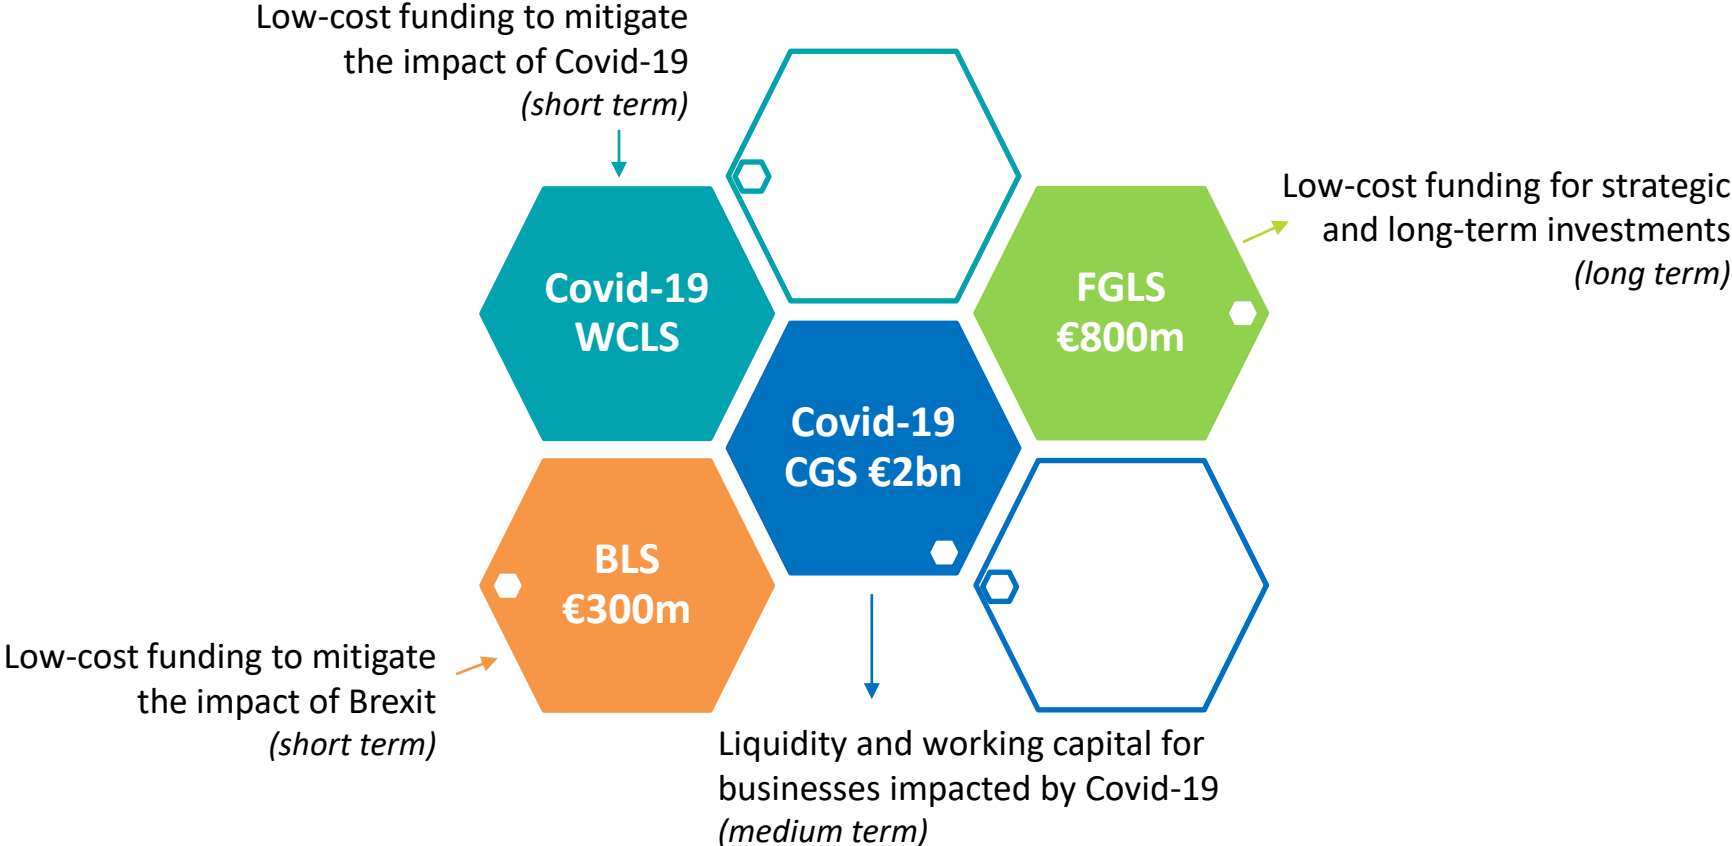 Low-cost funding to mitigate
the impact of Covid-19
(short term)
Covid-19
WCLS
FGLS
€800m
Low-cost funding for strategic
and long-term investments
(long term)
Covid-19
CGS €2bn
BLS
€300m
Low-cost funding to mitigate
the impact of Brexit
(short term)
Liquidity and working capital for
businesses impacted by Covid-19
(medium term)